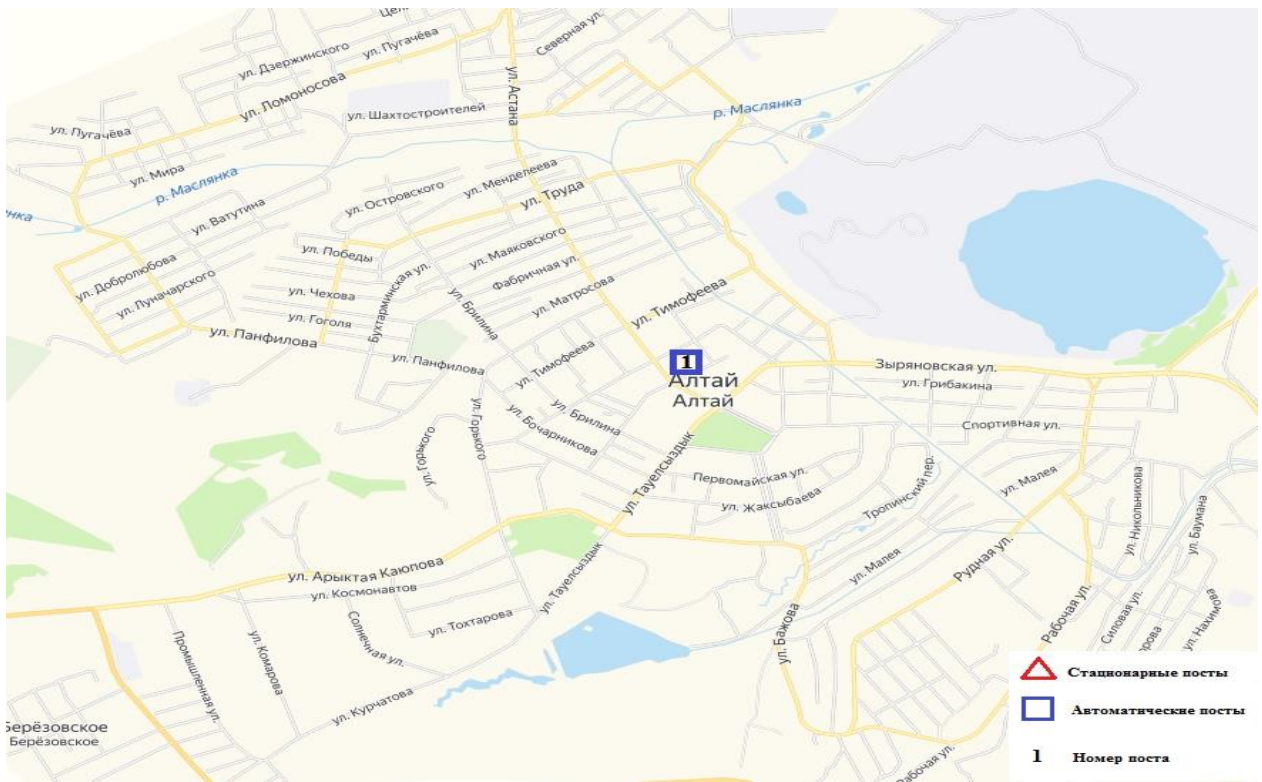 ул. Пугачёва
Северная ул.
ул. Дзержинского
ул. Ломоносова
ул. Астана
ул. Шахтостроителей
р. Маслянка
ул. Пугачёва
ул. Мира
р. Маслянка
ул. Менделеева
ул. Островского
ул. Труда
ул. Ватутина
ул. Маяковского
ул. Победы
ул. Добролюбова
Фабричная ул.
ул. Луначарского
Бухтарминская ул.
ул. Чехова
ул. Матросова
ул. Тимофеева
ул. Брилина
ул. Гоголя
ул. Панфилова
ул. Панфилова
ул. Тимофеева
1
Алтай
Алтай
Зыряновская ул.
ул. Грибакина
ул. Горького
ул. Брилина
ул. Бочарникова
Спортивная ул.
ул. Горького
ул. Тауелсыздык
Первомайская ул.
ул. Жаксыбаева
Тропинский пер.
ул. Малея
ул. Никольникова
ул. Баумана
ул. Арыктая Каюпова
ул. Космонавтов
ул. Малея
Рудная ул.
ул. Тауелсыздык
ул. Тохтарова
Солнечная ул.
ул. Комарова
Промышленная ул.
ул. Бажова
Рабочая ул.
Силовая ул.
ул. Нахимова
ул. Курчатова
Берёзовское
Берёзовское
Рабочая ул.
Стационарные посты
Автоматические посты
1 Номер поста